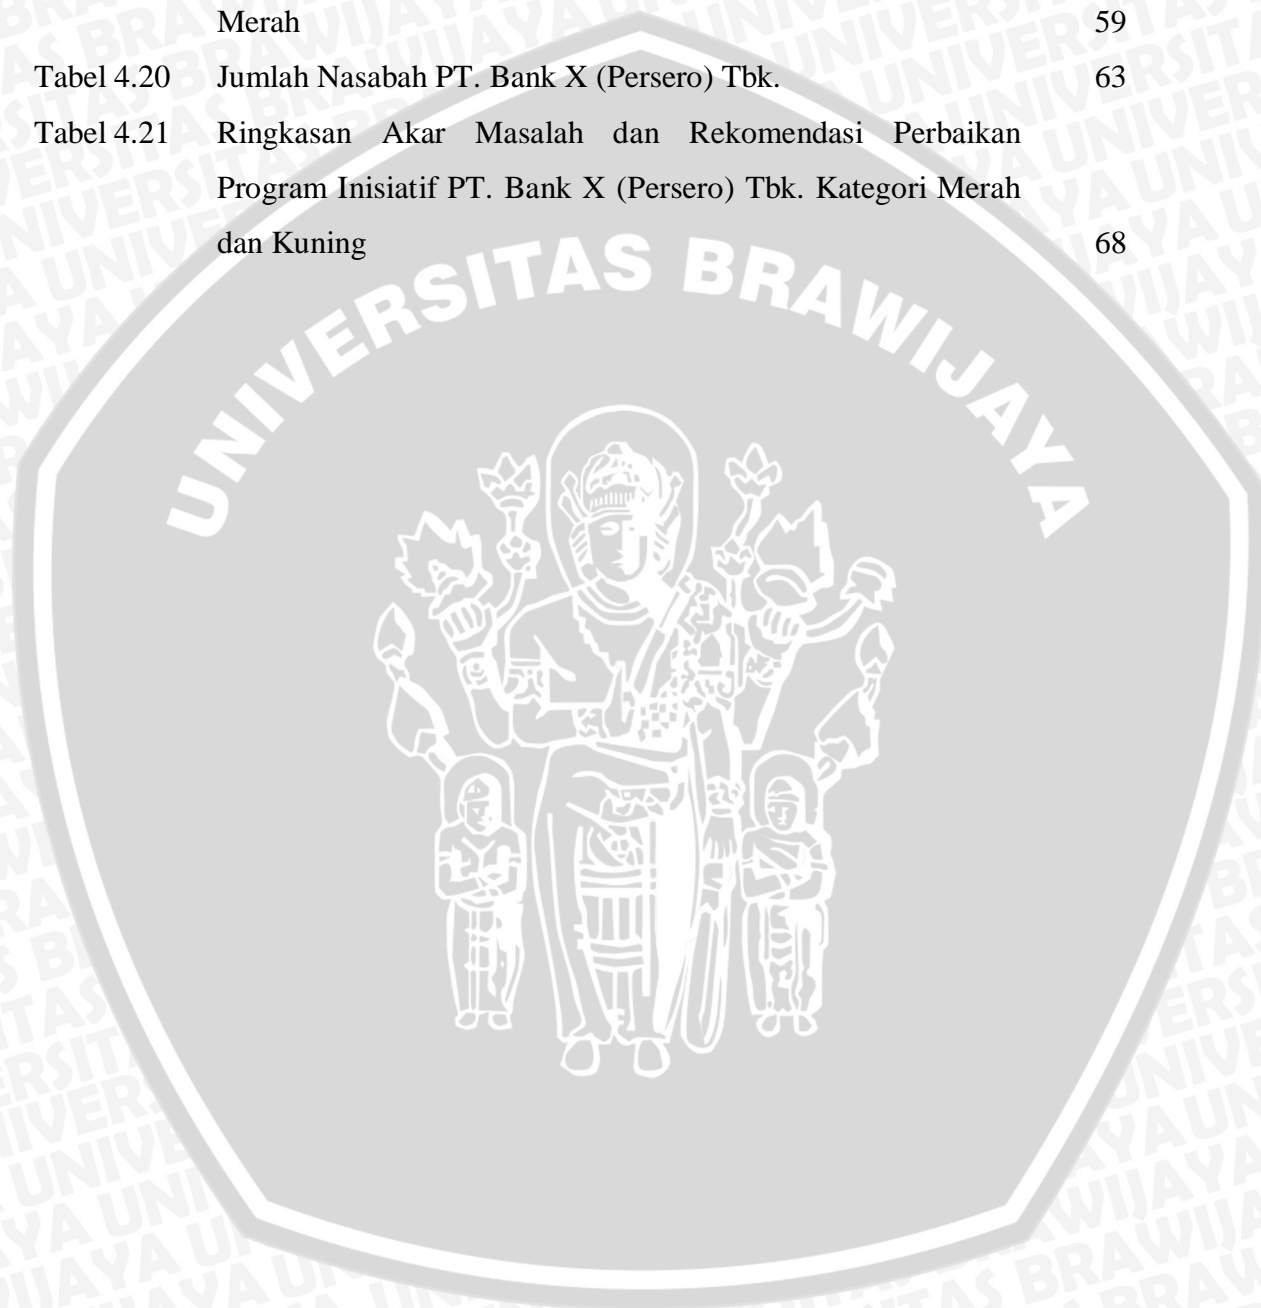 Merah 59
Tabel 4.20 Jumlah Nasabah PT. Bank X (Persero) Tbk. 63
Tabel 4.21 Ringkasan Akar Masalah dan Rekomendasi Perbaikan
Program Inisiatif PT. Bank X (Persero) Tbk. Kategori Merah
dan Kuning 68
UNIVERSITAS BRAWIJAYA